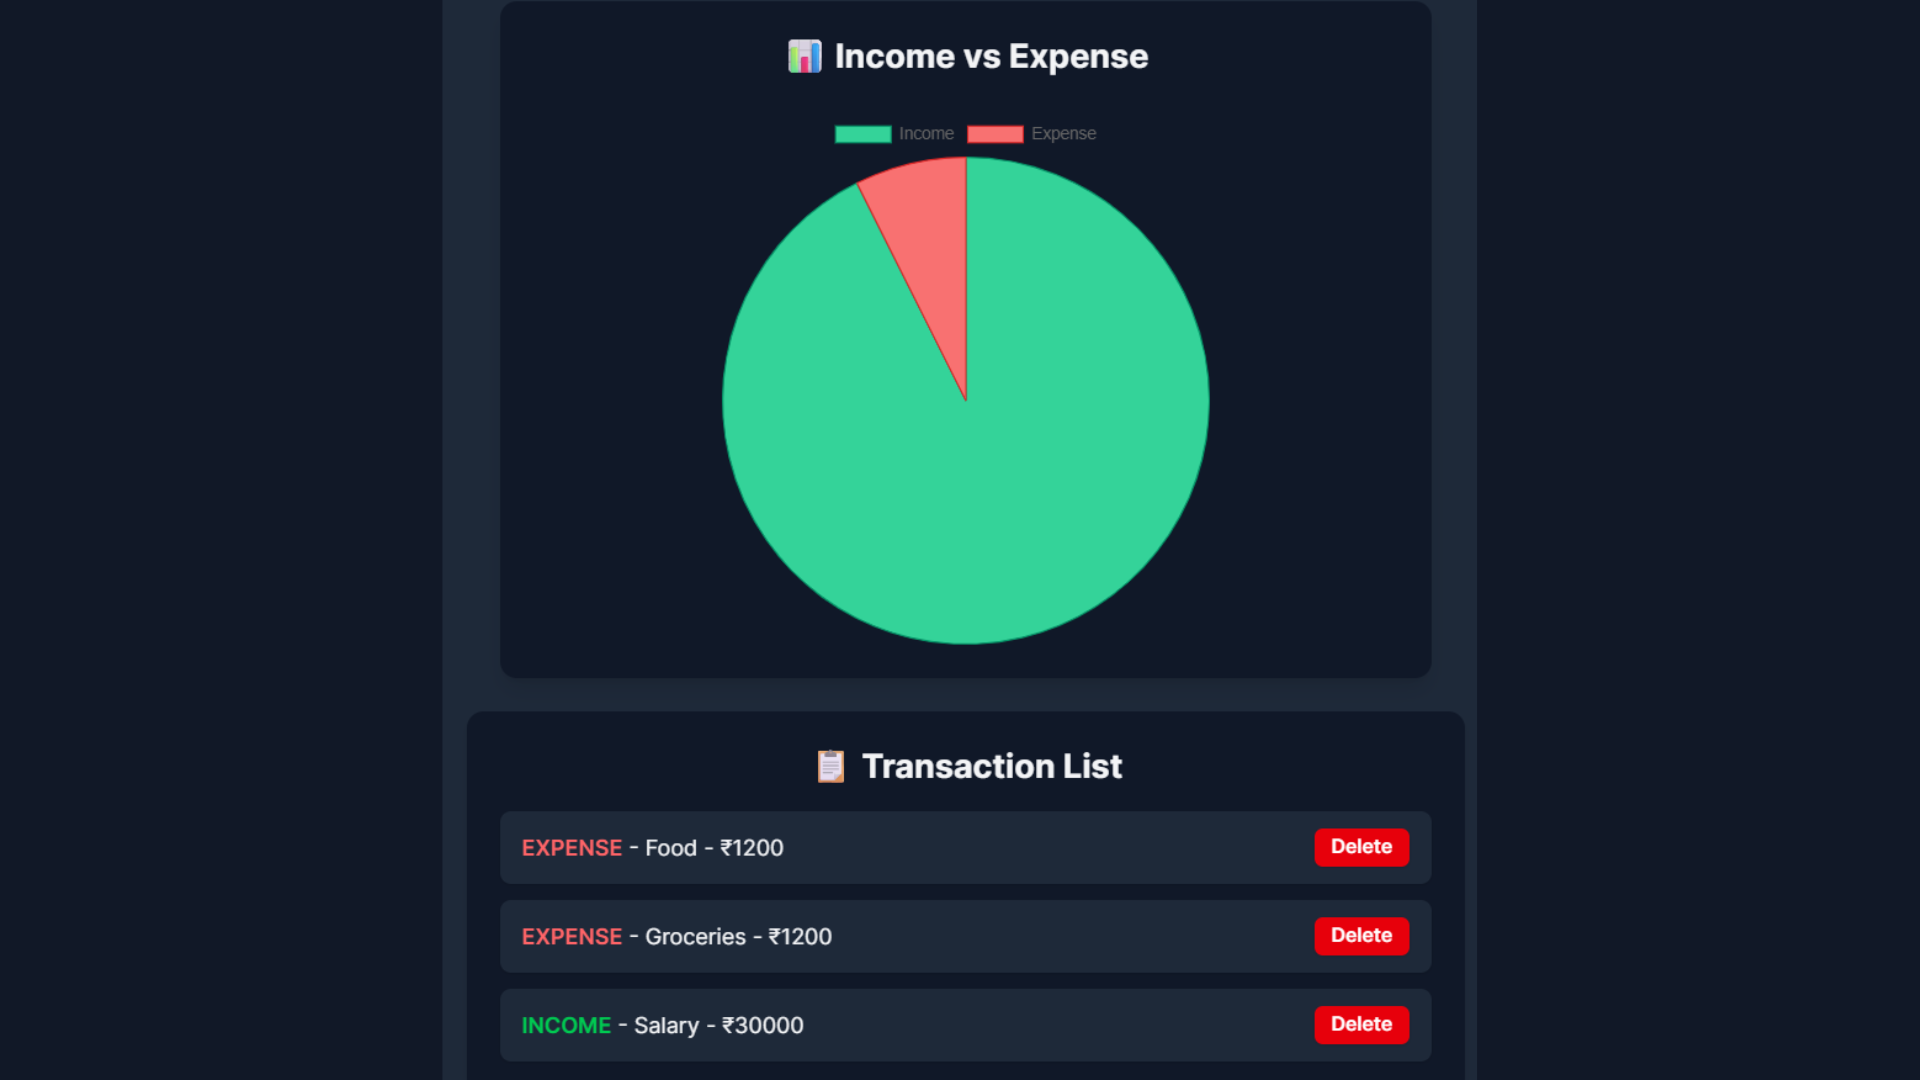 Income vs Expense
Income Expense
Transaction List
EXPENSE - Food - ₹1200 Delete
EXPENSE - Groceries - ₹1200 Delete
INCOME - Salary - ₹30000 Delete